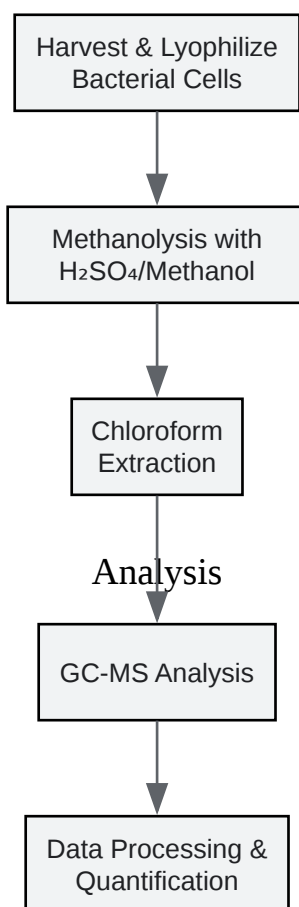 Harvest & Lyophilize
Bacterial Cells
Methanolysis with
H₂SO₄/Methanol
Chloroform
Extraction
Analysis
GC-MS Analysis
Data Processing &
Quantification